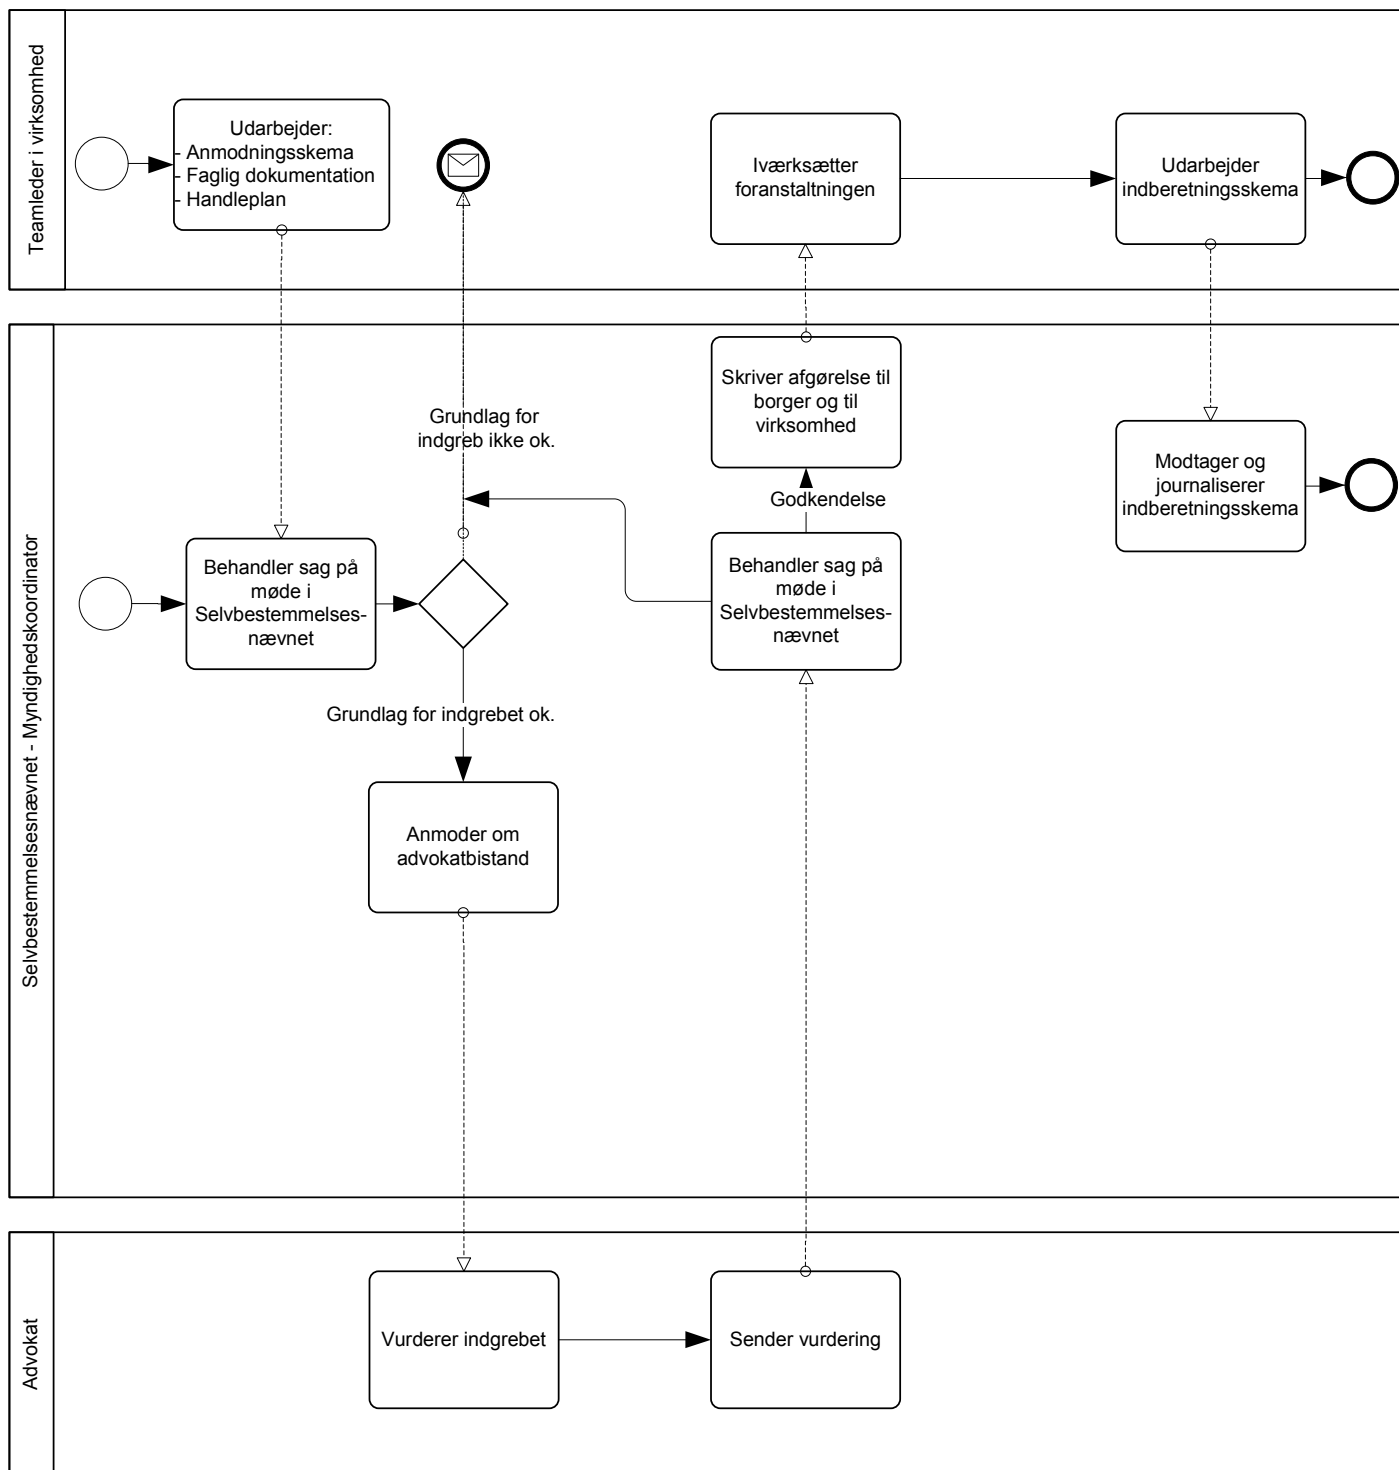 Teamleder i virksomhed
Udarbejder:
- Anmodningsskema
- Faglig dokumentation
- Handleplan
Iværksætter
foranstaltningen
Udarbejder
indberetningsskema
Selvbestemmelsesnævnet - Myndighedskoordinator
Grundlag for
indgreb ikke ok.
Skriver afgørelse til
borger og til
virksomhed
Godkendelse
Modtager og
journaliserer
indberetningsskema
Behandler sag på
møde i
Selvbestemmelses-
nævnet
Behandler sag på
møde i
Selvbestemmelses-
nævnet
Grundlag for indgrebet ok.
Anmoder om
advokatbistand
Advokat
Vurderer indgrebet
Sender vurdering